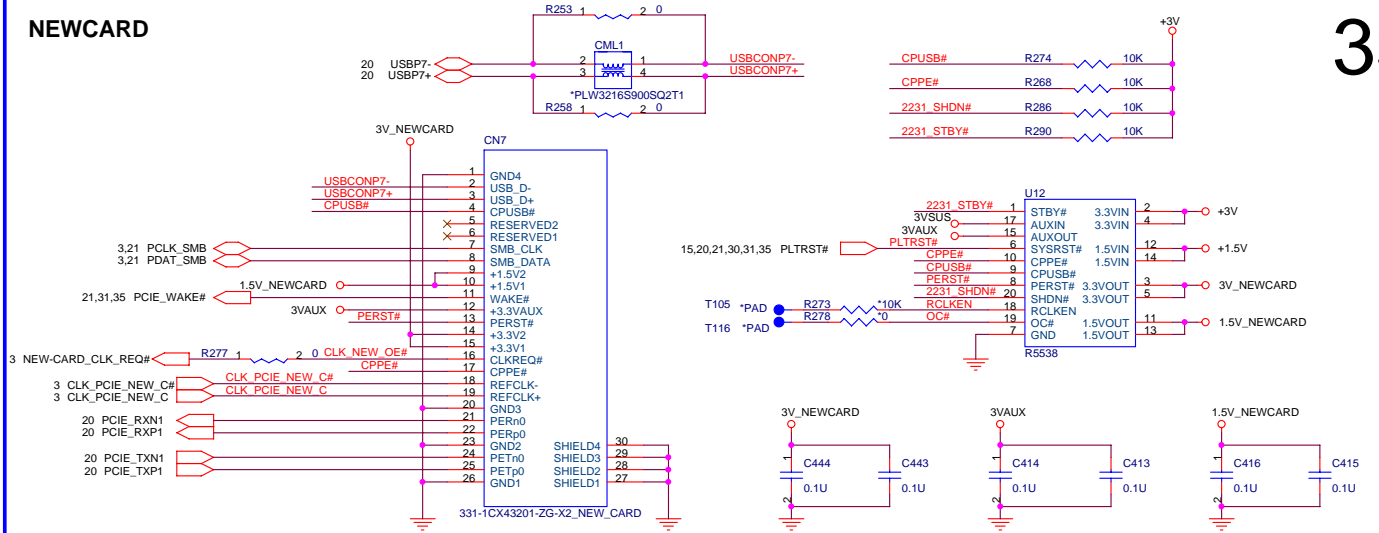 NEWCARD
3
R253 1 2 0
CML1
20 USBP7- 2 1 USBCONP7-
20 USBP7+ 3 4 USBCONP7+
*PLW3216S900SQ2T1
R258 1 2 0
+3V
CPUSB# R274 10K
CPPE# R268 10K
2231_SHDN# R286 10K
2231_STBY# R290 10K
3V_NEWCARD
CN7
1 GND4
USBCONP7- 2 USB_D-
USBCONP7+ 3 USB_D+
CPUSB# 4 CPUSB#
5 RESERVED2
6 RESERVED1
3,21 PCLK_SMB 7 SMB_CLK
3,21 PDAT_SMB 8 SMB_DATA
9 +1.5V2
1.5V_NEWCARD 10 +1.5V1
21,31,35 PCIE_WAKE# 11 WAKE#
3VAUX 12 +3.3VAUX
PERST# 13 PERST#
14 +3.3V2
15 +3.3V1
3 NEW-CARD_CLK_REQ# R277 1 2 0 CLK_NEW_OE# 16 CLKREQ#
CPPE# 17 CPPE#
3 CLK_PCIE_NEW_C# CLK_PCIE_NEW_C# 18 REFCLK-
3 CLK_PCIE_NEW_C CLK_PCIE_NEW_C 19 REFCLK+
20 GND3
20 PCIE_RXN1 21 PERn0
20 PCIE_RXP1 22 PERp0
23 GND2 SHIELD4 30
20 PCIE_TXN1 24 PETn0 SHIELD3 29
20 PCIE_TXP1 25 PETp0 SHIELD2 28
26 GND1 SHIELD1 27
331-1CX43201-ZG-X2_NEW_CARD
U12
2231_STBY# 1 STBY# 3.3VIN 2 +3V
3VSUS 17 AUXIN 3.3VIN 4
3VAUX 15 AUXOUT
15,20,21,30,31,35 PLTRST# PLTRST# 6 SYSRST# 1.5VIN 12 +1.5V
CPPE# 10 CPPE# 1.5VIN 14
CPUSB# 9 CPUSB#
PERST# 8 PERST# 3.3VOUT 3 3V_NEWCARD
2231_SHDN# 20 SHDN# 3.3VOUT 5
T105 *PAD R273 *10K RCLKEN 18 RCLKEN
T116 *PAD R278 *0 OC# 19 OC# 1.5VOUT 11 1.5V_NEWCARD
7 GND 1.5VOUT 13
R5538
3V_NEWCARD
1 C444 C443
2 0.1U 0.1U
3VAUX
1 C414 C413
2 0.1U 0.1U
1.5V_NEWCARD
1 C416 C415
2 0.1U 0.1U